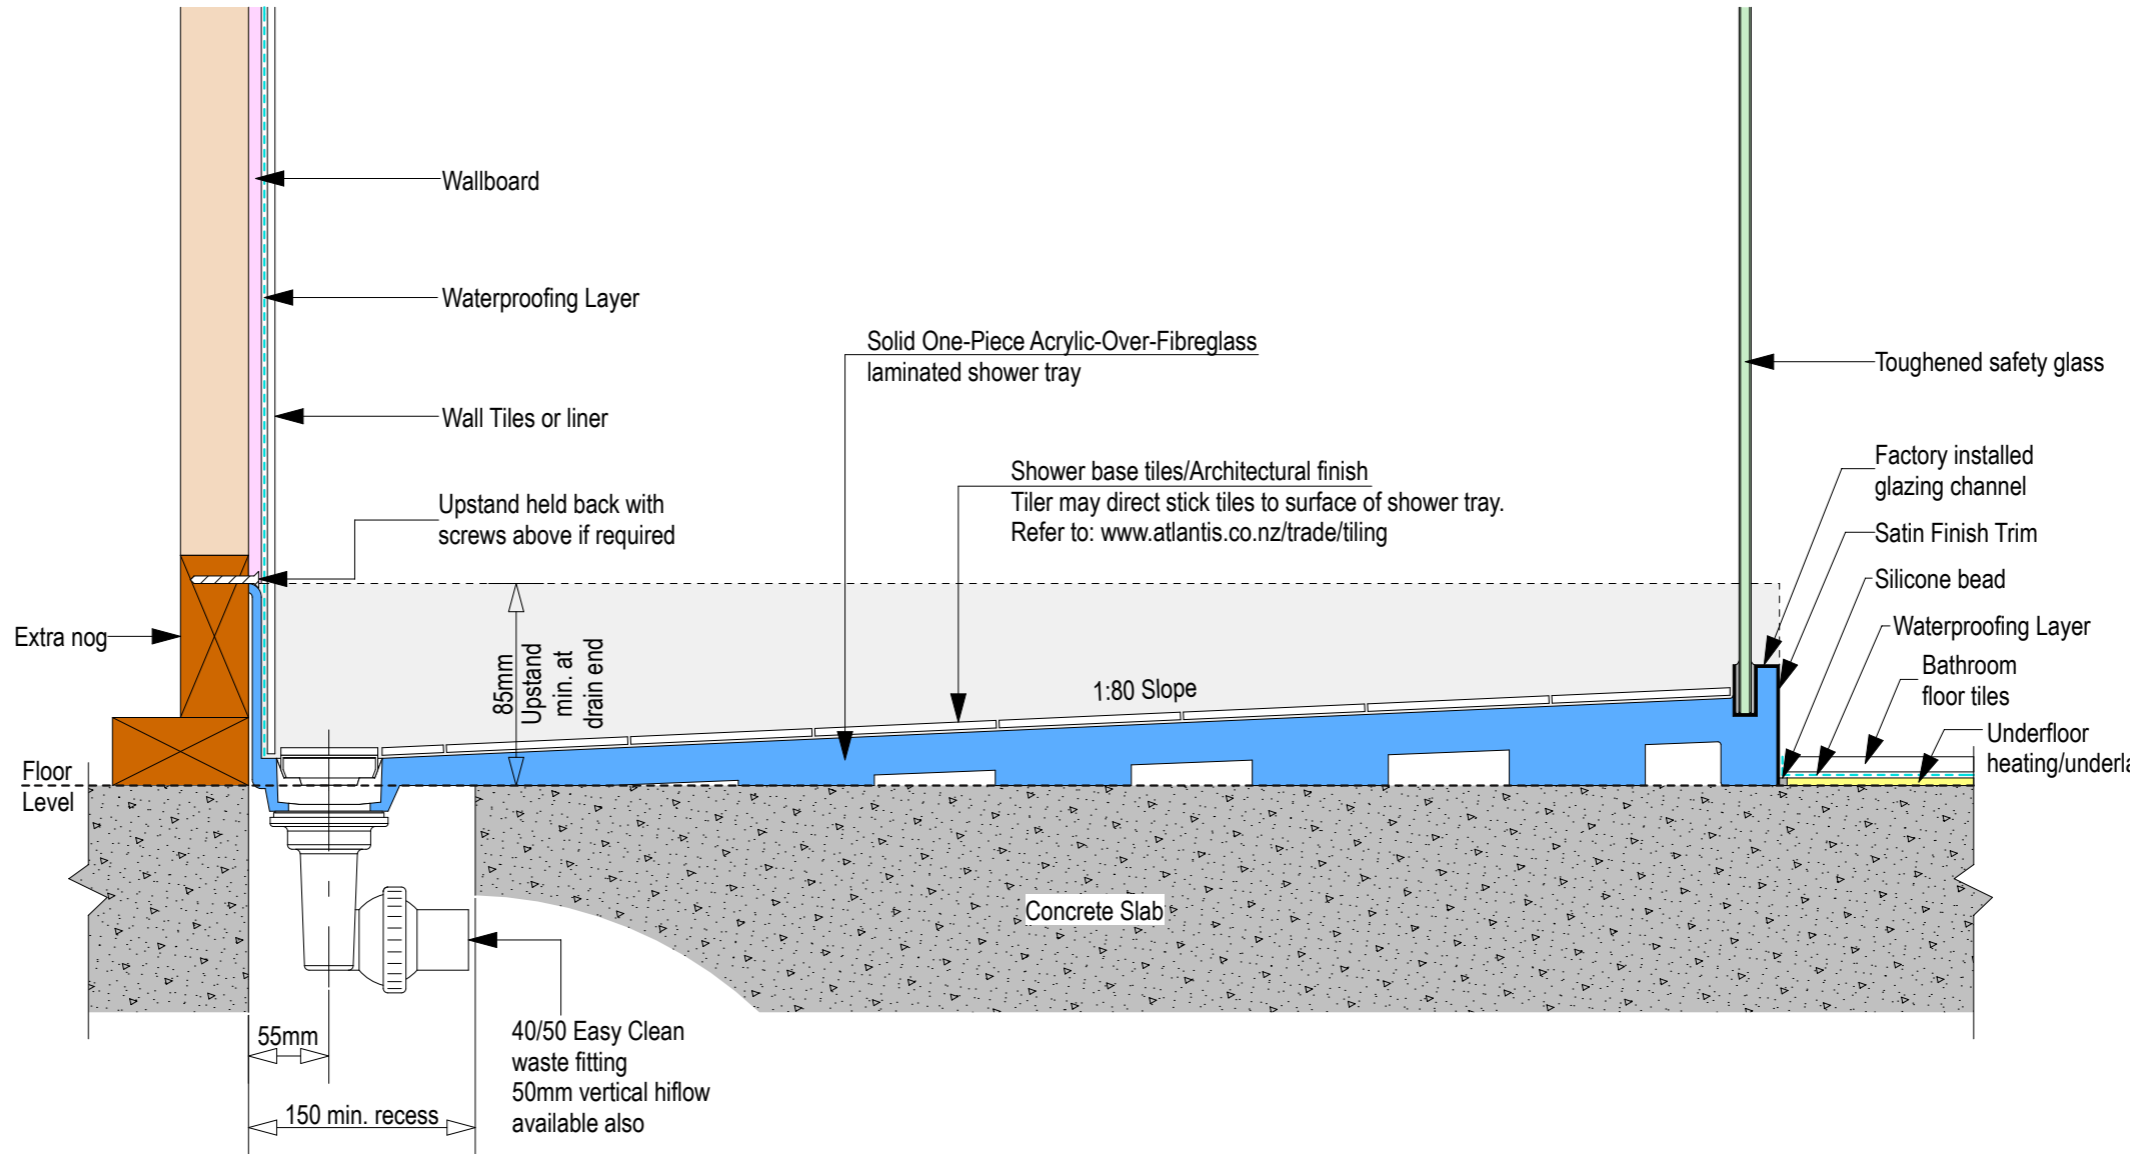 Wallboard
Waterproofing Layer
Wall Tiles or liner
Upstand held back with
screws above if required
Extra nog
Floor
Level
Solid One-Piece Acrylic-Over-Fibreglass
laminated shower tray
Shower base tiles/Architectural finish
Tiler may direct stick tiles to surface of shower tray.
Refer to: www.atlantis.co.nz/trade/tiling
85mm
Upstand
min. at
drain end
1:80 Slope
Toughened safety glass
Factory installed
glazing channel
Satin Finish Trim
Silicone bead
Waterproofing Layer
Bathroom
floor tiles
Underfloor
heating/underla
Concrete Slab
55mm
150 min. recess
40/50 Easy Clean
waste fitting
50mm vertical hiflow
available also